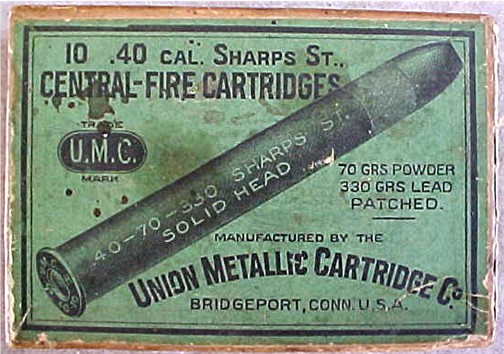 10 .40 CAL. SHARPS ST.,
CENTRAL-FIRE CARTRIDGES
TRADE
U.M.C.
MARK
40-70-330 SHARPS ST.
SOLID HEAD
70 GRS POWDER
330 GRS LEAD
PATCHED.
MANUFACTURED BY THE
UNION METALLIC CARTRIDGE CO
BRIDGEPORT, CONN. U.S.A.